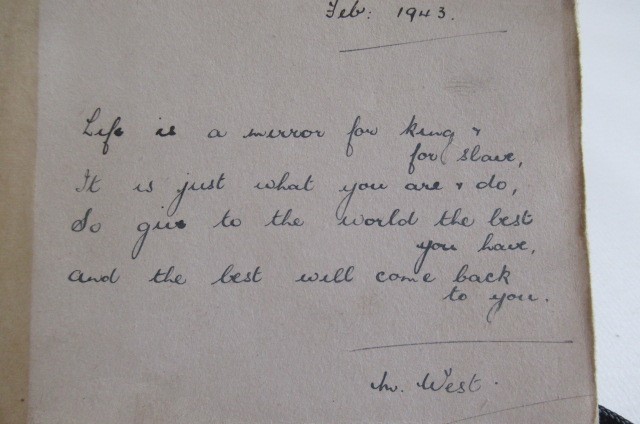 Feb: 1943.
Life is a mirror for king &
for slave,
It is just what you are & do,
So give to the world the best
you have,
and the best will come back
to you.
M. West.